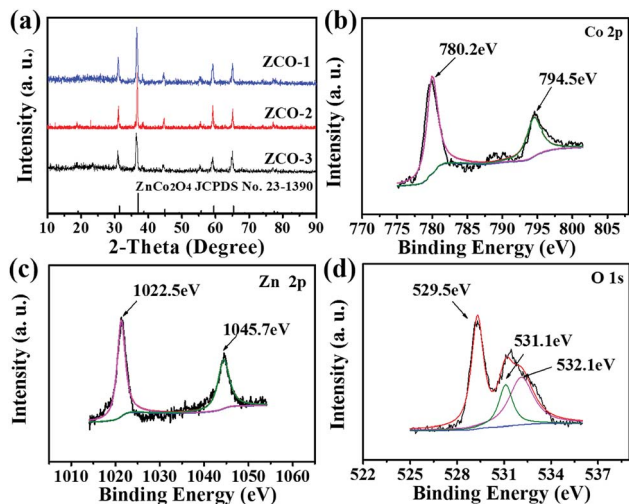 (a)
ZCO-1
ZCO-2
ZCO-3
ZnCo2O4 JCPDS No. 23-1390
Intensity (a. u.)
10 20 30 40 50 60 70 80 90
2-Theta (Degree)
(b)
Co 2p
780.2eV
794.5eV
Intensity (a. u.)
770 775 780 785 790 795 800 805
Binding Energy (eV)
(c)
Zn 2p
1022.5eV
1045.7eV
Intensity (a. u.)
1010 1020 1030 1040 1050 1060
Binding Energy (eV)
(d)
O 1s
529.5eV
531.1eV
532.1eV
Intensity (a. u.)
522 525 528 531 534 537
Binding Energy (eV)